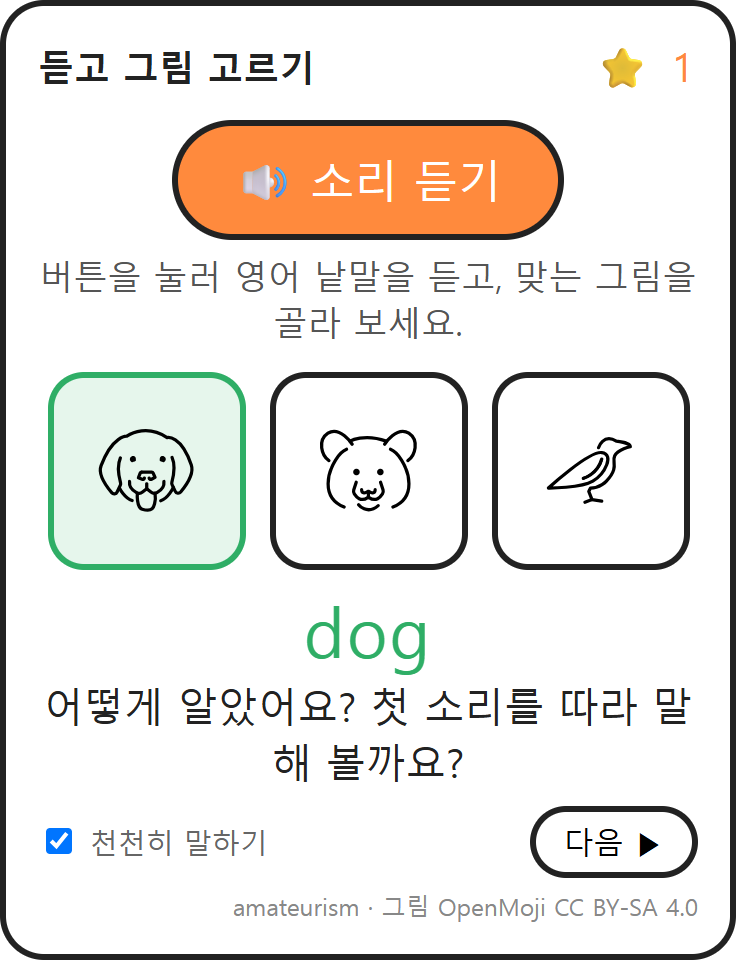 듣고 그림 고르기
1
소리 듣기
버튼을 눌러 영어 낱말을 듣고, 맞는 그림을
골라 보세요.
dog
어떻게 알았어요? 첫 소리를 따라 말
해 볼까요?
천천히 말하기
다음 ▶
amateurism · 그림 OpenMoji CC BY-SA 4.0